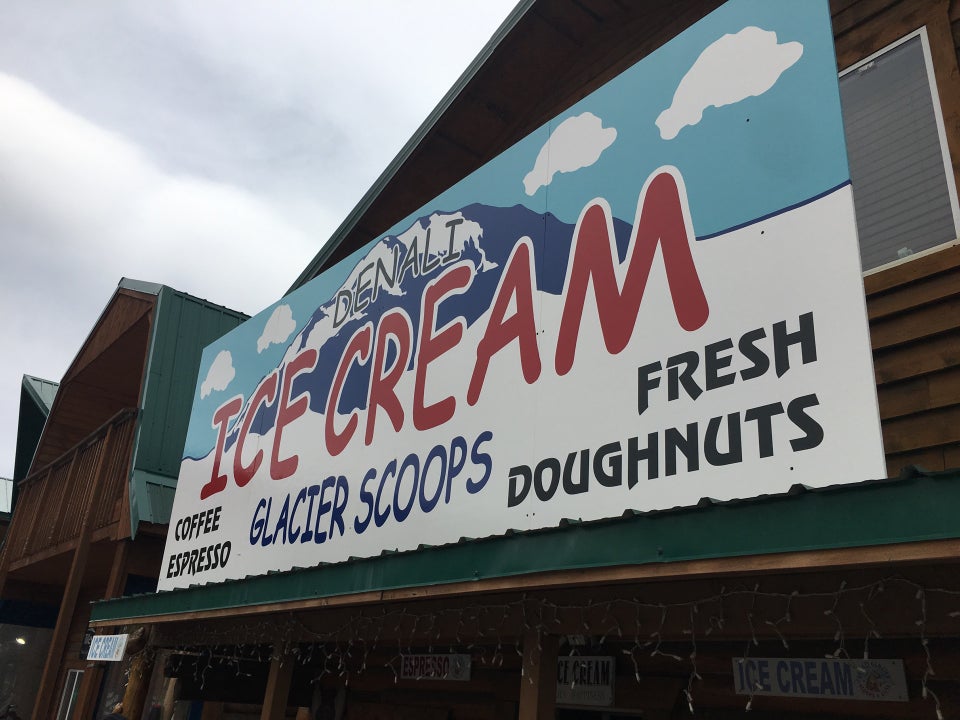 DENALI
ICE CREAM
GLACIER SCOOPS
FRESH
DOUGHNUTS
COFFEE
ESPRESSO
ICE CREAM
ESPRESSO
ICE CREAM
ICE CREAM